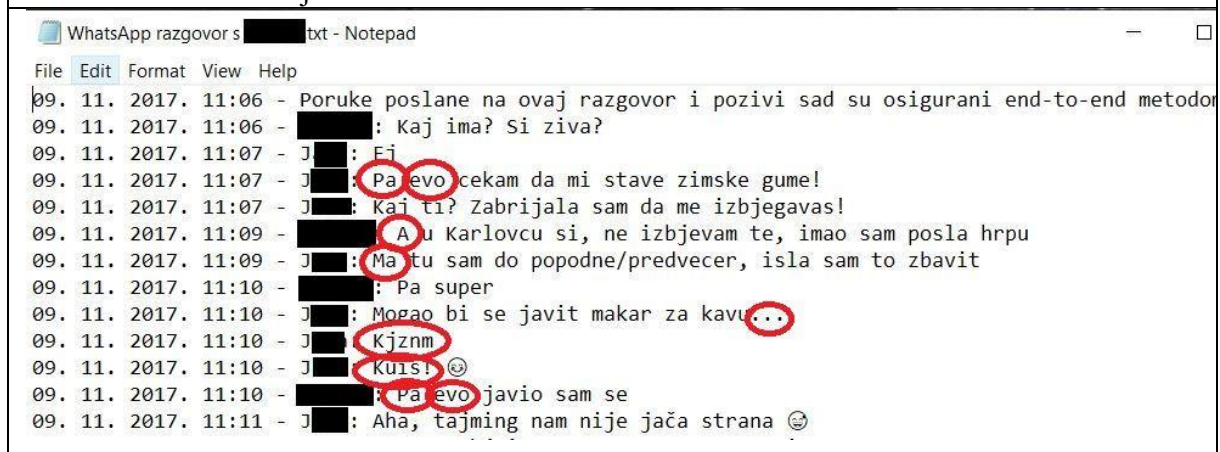 WhatsApp razgovor s txt - Notepad
File Edit Format View Help
09. 11. 2017. 11:06 - Poruke poslane na ovaj razgovor i pozivi sad su osigurani end-to-end metodom
09. 11. 2017. 11:06 - : Kaj ima? Si ziva?
09. 11. 2017. 11:07 - J : Ej
09. 11. 2017. 11:07 - J : Pa evo cekam da mi stave zimske gume!
09. 11. 2017. 11:07 - J : Kaj ti? Zabrijala sam da me izbjegavas!
09. 11. 2017. 11:09 - A u Karlovcu si, ne izbjevam te, imao sam posla hrpu
09. 11. 2017. 11:09 - J : Ma tu sam do popodne/predvecer, isla sam to zbavit
09. 11. 2017. 11:10 - : Pa super
09. 11. 2017. 11:10 - J : Mogao bi se javit makar za kavu...
09. 11. 2017. 11:10 - J : Kjznm
09. 11. 2017. 11:10 - J : Kuis! 😊
09. 11. 2017. 11:10 - : Pa evo javio sam se
09. 11. 2017. 11:11 - J : Aha, tajming nam nije jača strana 😅